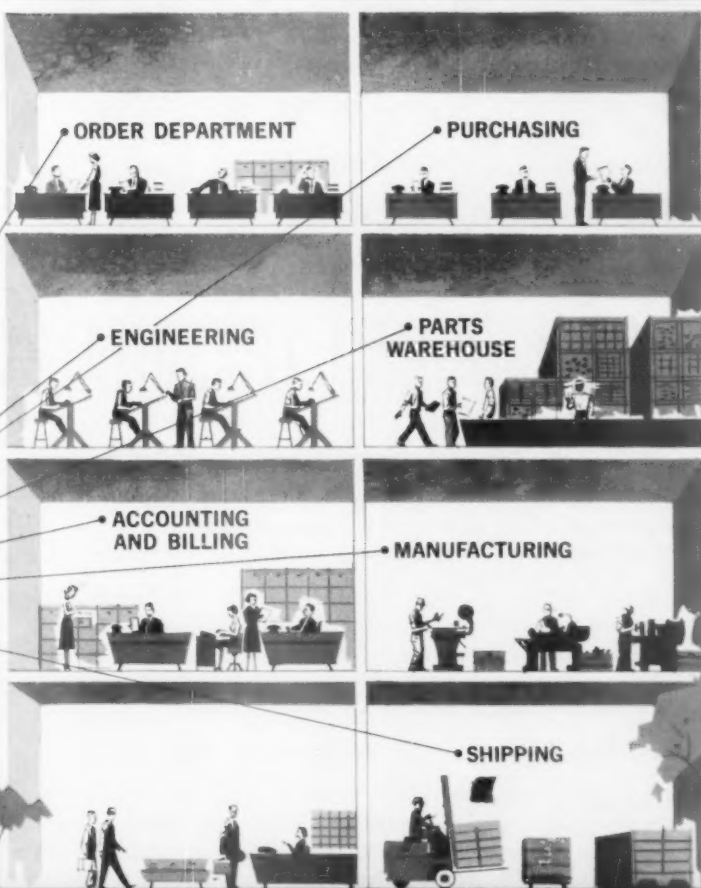 ORDER DEPARTMENT
PURCHASING
ENGINEERING
PARTS
WAREHOUSE
ACCOUNTING
AND BILLING
MANUFACTURING
SHIPPING